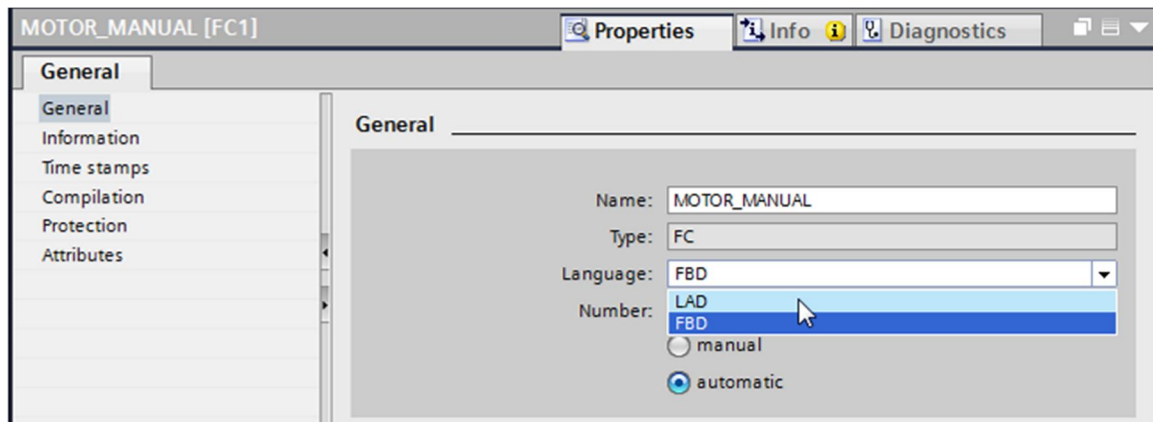 MOTOR_MANUAL [FC1]
Properties
Info
Diagnostics
General
General
Information
Time stamps
Compilation
Protection
Attributes
General
Name: MOTOR_MANUAL
Type: FC
Language: FBD
LAD
FBD
Number:
manual
automatic